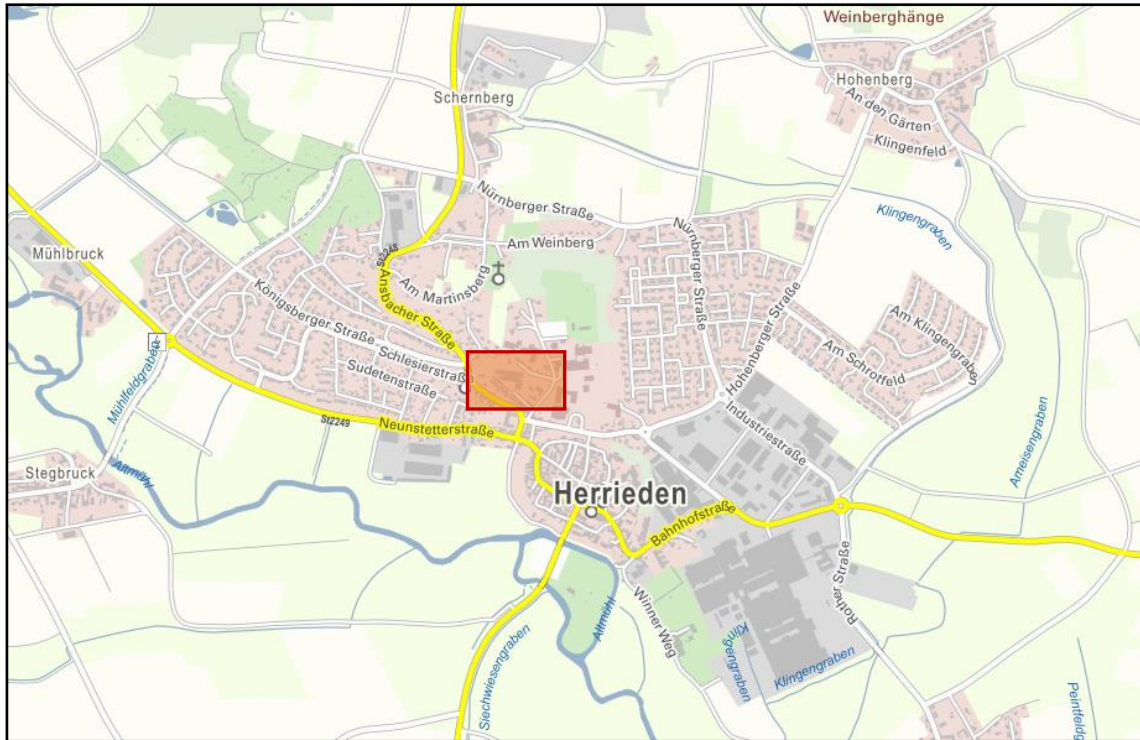 Weinberghänge
Hohenberg
An den Gärten
Klingenfeld
Schernberg
Nürnberger Straße
Klingengraben
Nürnberger Straße
Am Weinberg
St2248
Mühlbruck
Am Martinsberg
Ansbacher Straße
Hohenberger Straße
Königsberger Straße
Schlesierstraße
Am Klingengraben
Am Schrotfeld
Mühlfeldgraben
Sudetenstraße
St2249
Neunstetterstraße
Industriestraße
Ameisengraben
Stegbruck
Altmühl
Herrieden
Bahnhofstraße
Rother Straße
Altmühl
Winner Weg
Siechwiesengraben
Klingengraben
Klingengraben